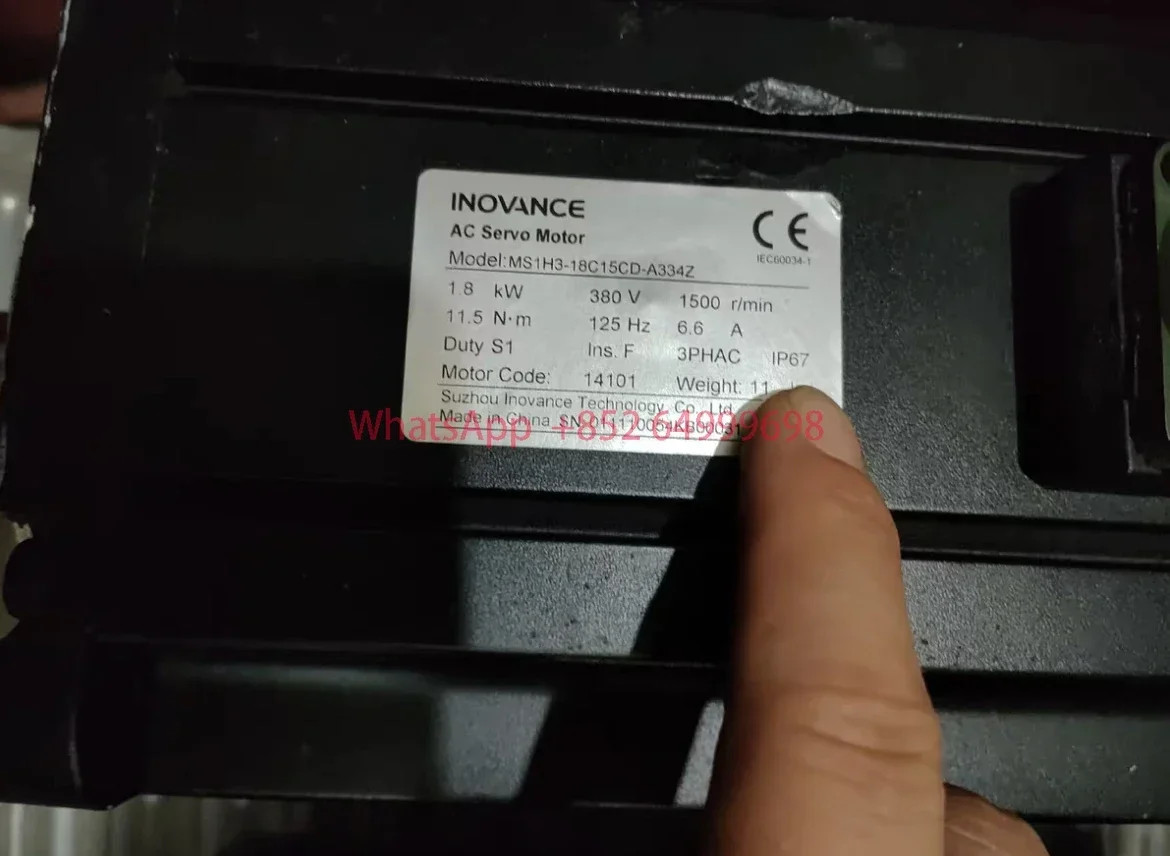 INOVANCE
AC Servo Motor
CE
IEC60034-1
Model:MS1H3-18C15CD-A334Z
1.8 kW 380 V 1500 r/min
11.5 N·m 125 Hz 6.6 A
Duty S1 Ins. F 3PHAC IP67
Motor Code: 14101 Weight: 11
Suzhou Inovance Technology Co., Ltd.
Made in China SN
WhatsApp +852 64999698